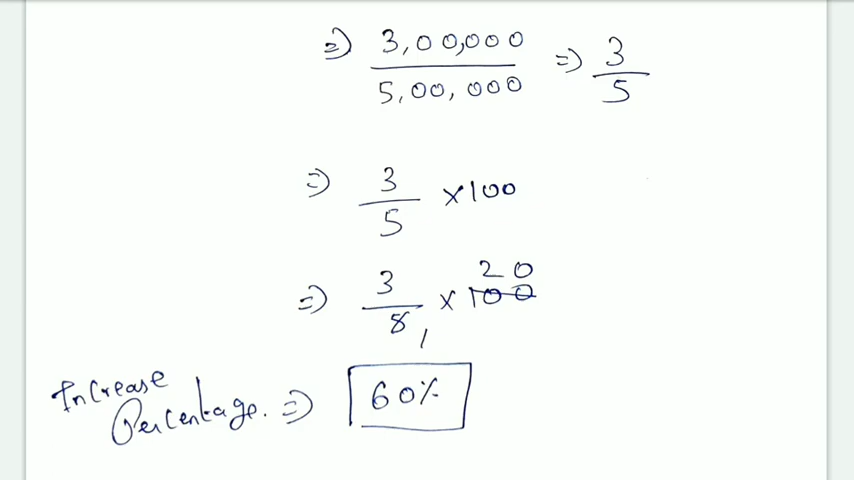 ⇒ 3,00,000 / 5,00,000 ⇒ 3/5
⇒ 3/5 ×100
20
⇒ 3/5 × 100
1
Increase
Percentage. ⇒ 60%